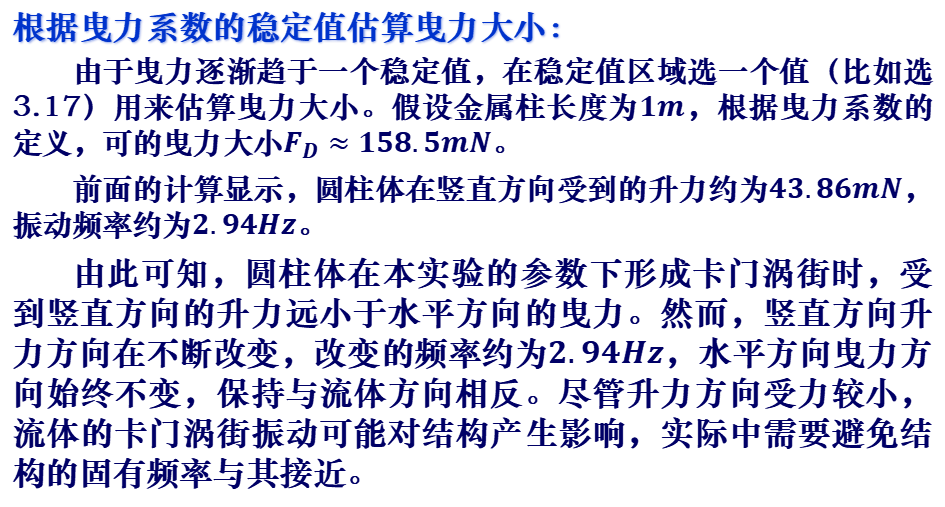 根据曳力系数的稳定值估算曳力大小：
由于曳力逐渐趋于一个稳定值，在稳定值区域选一个值（比如选
3.17）用来估算曳力大小。假设金属柱长度为1m，根据曳力系数的
定义，可的曳力大小F_D ≈ 158.5mN。
前面的计算显示，圆柱体在竖直方向受到的升力约为43.86mN，
振动频率约为2.94Hz。
由此可知，圆柱体在本实验的参数下形成卡门涡街时，受
到竖直方向的升力远小于水平方向的曳力。然而，竖直方向升
力方向在不断改变，改变的频率约为2.94Hz，水平方向曳力方
向始终不变，保持与流体方向相反。尽管升力方向受力较小，
流体的卡门涡街振动可能对结构产生影响，实际中需要避免结
构的固有频率与其接近。